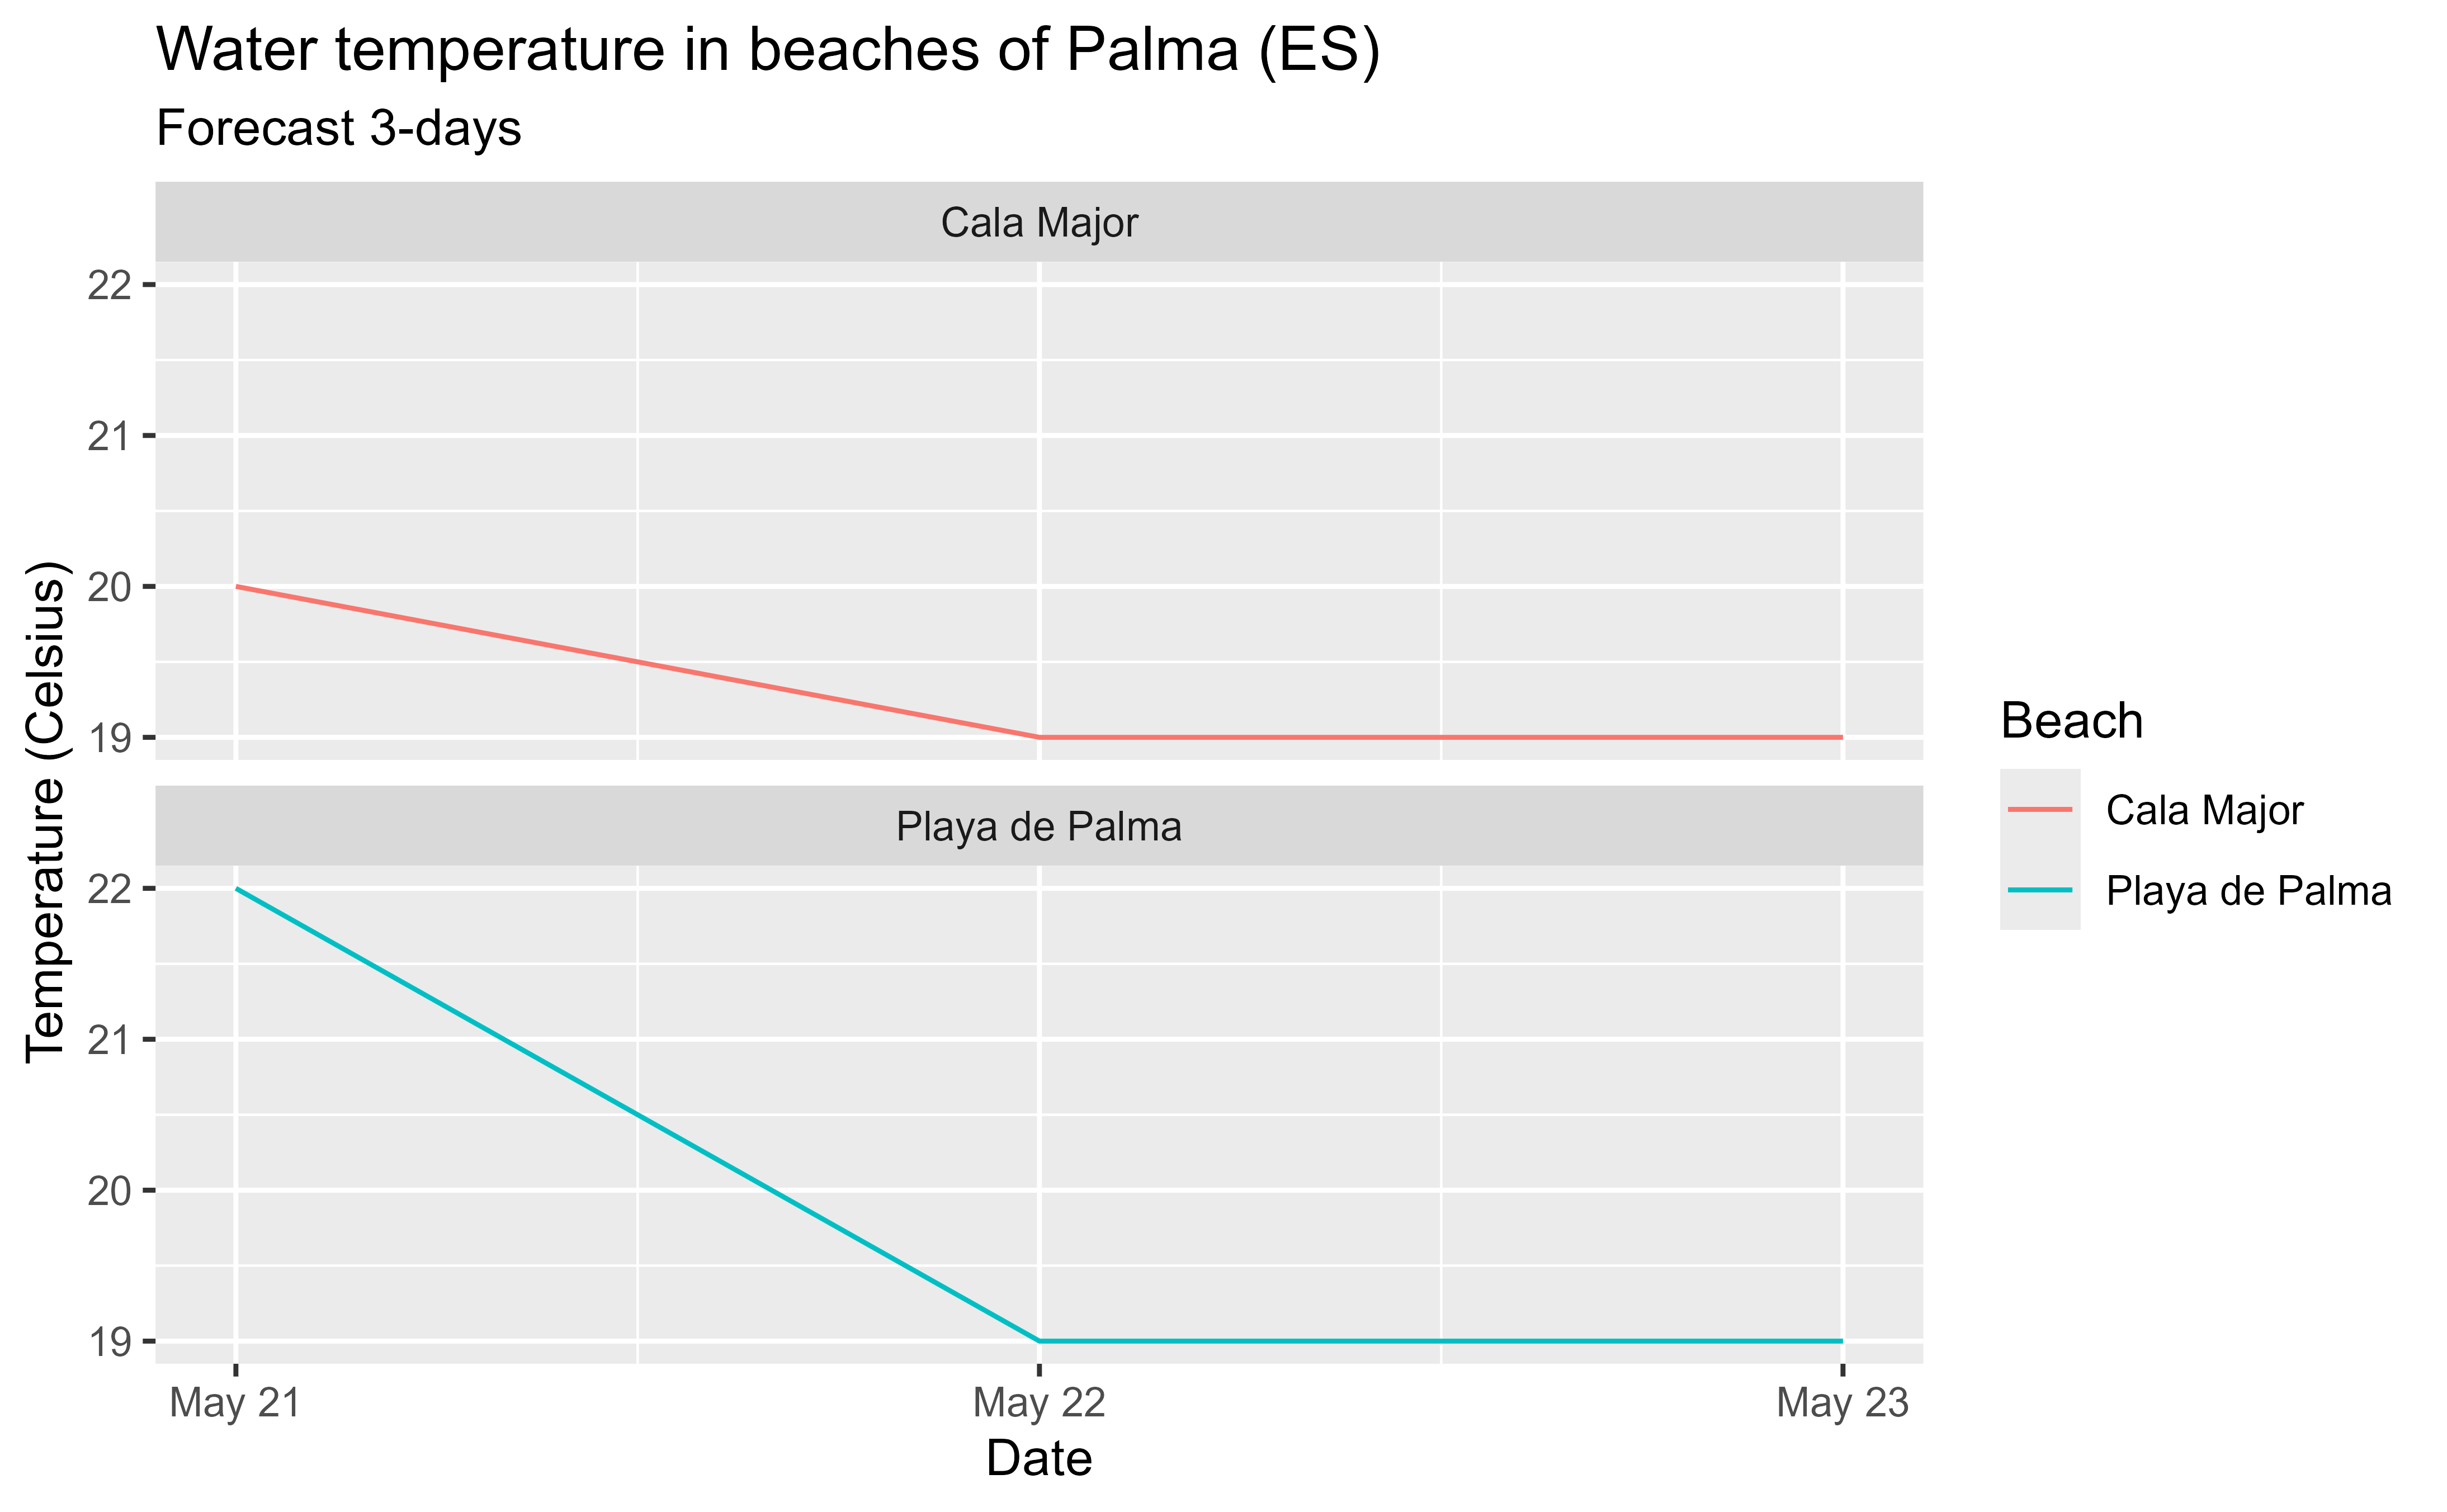 Water temperature in beaches of Palma (ES)
Forecast 3-days
Cala Major
22
21
20
19
Playa de Palma
22
21
20
19
Temperature (Celsius)
May 21
May 22
May 23
Date
Beach
Cala Major
Playa de Palma